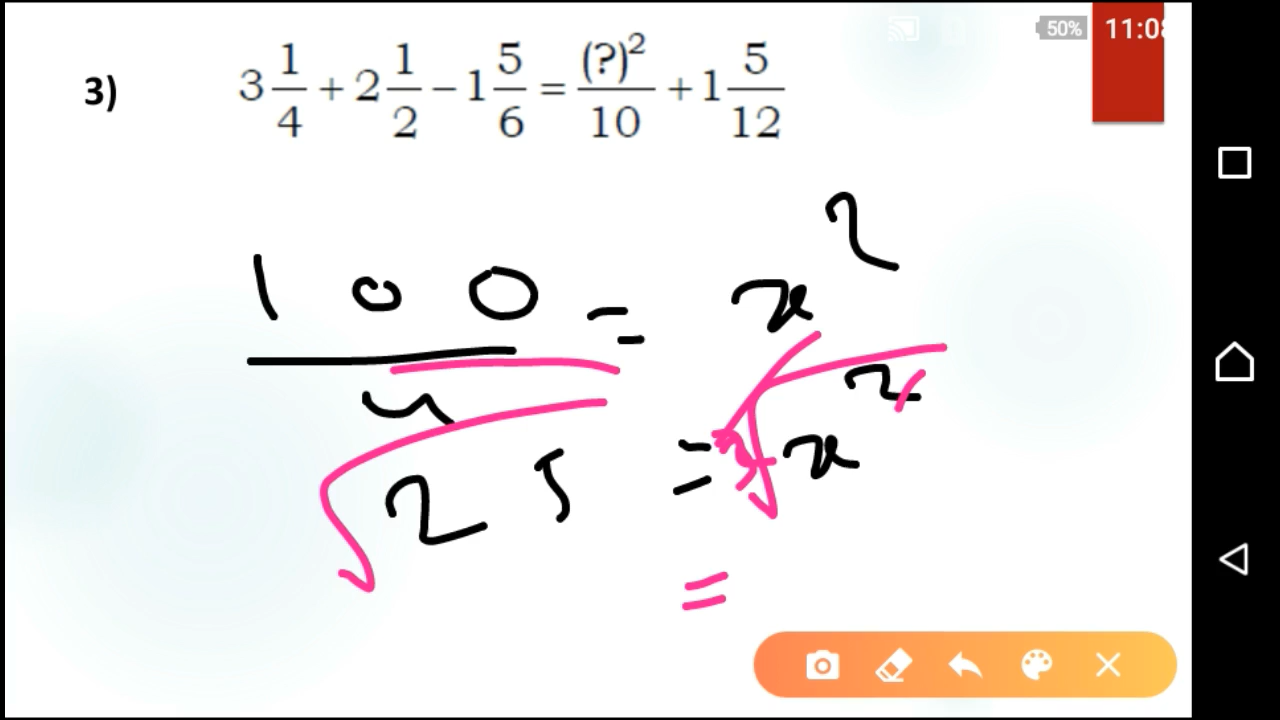 50% 11:08
3) 3 1/4 + 2 1/2 − 1 5/6 = (?)²/10 + 1 5/12
100/4 = x²
√25 = √x²
=